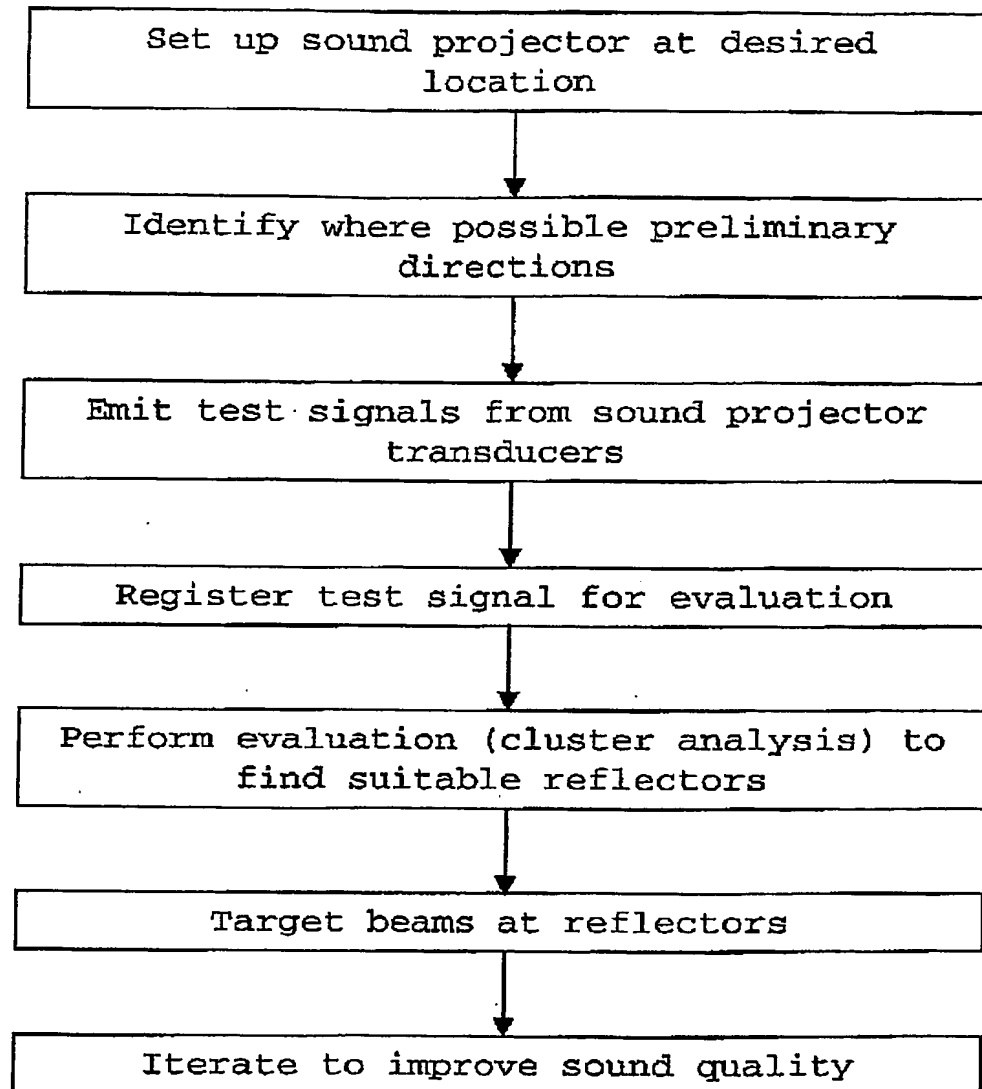 Set up sound projector at desired
location
Identify where possible preliminary
directions
Emit test signals from sound projector
transducers
Register test signal for evaluation
Perform evaluation (cluster analysis) to
find suitable reflectors
Target beams at reflectors
Iterate to improve sound quality